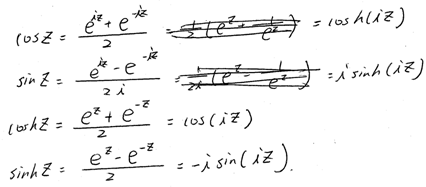 cos z = (e^{iz} + e^{-iz})/2 = cosh(iz)
sin z = (e^{iz} - e^{-iz})/2i = i sinh(iz)
cosh z = (e^z + e^{-z})/2 = cos(iz)
sinh z = (e^z - e^{-z})/2 = -i sin(iz).